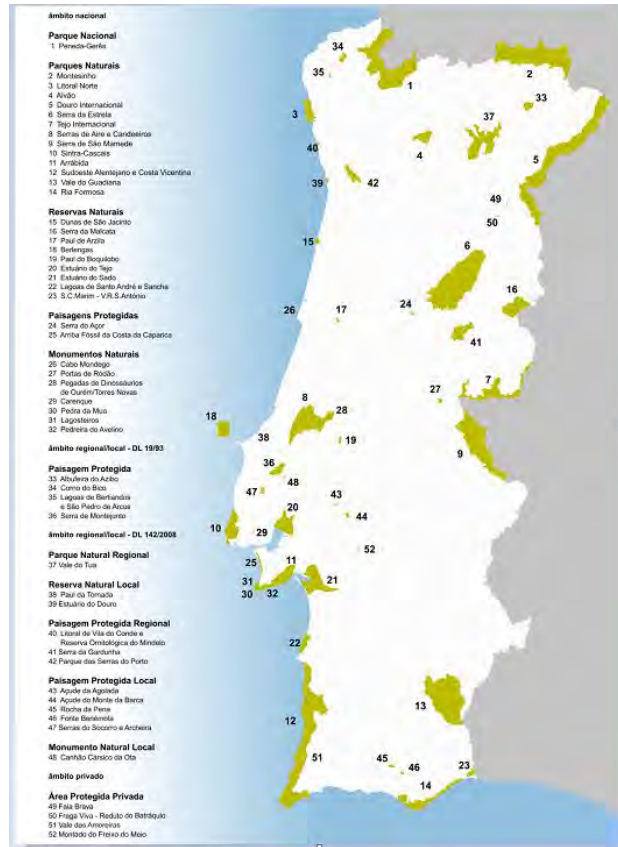 âmbito nacional
Parque Nacional
1 Peneda-Gerês
Parques Naturais
2 Montesinho
3 Litoral Norte
4 Alvão
5 Douro Internacional
6 Serra da Estrela
7 Tejo Internacional
8 Serras de Aire e Candeeiros
9 Serra de São Mamede
10 Sintra-Cascais
11 Arrábida
12 Sudoeste Alentejano e Costa Vicentina
13 Vale do Guadiana
14 Ria Formosa
Reservas Naturais
15 Dunas de São Jacinto
16 Serra da Malcata
17 Paul de Arzila
18 Berlengas
19 Paul do Boquilobo
20 Estuário do Tejo
21 Estuário do Sado
22 Lagoas de Santo André e Sancha
23 S.C.Marim - V.R.S.António
Paisagens Protegidas
24 Serra do Açor
25 Arriba Fóssil da Costa da Caparica
Monumentos Naturais
26 Cabo Mondego
27 Portas de Ródão
28 Pegadas de Dinossáurios
de Ourém/Torres Novas
29 Carenque
30 Pedra da Mua
31 Lagosteiros
32 Pedreira do Avelino
âmbito regional/local - DL 19/93
Paisagem Protegida
33 Albufeira do Azibo
34 Corno do Bico
35 Lagoas de Bertiandos
e São Pedro de Arcos
36 Serra de Montejunto
âmbito regional/local - DL 142/2008
Parque Natural Regional
37 Vale do Tua
Reserva Natural Local
38 Paul da Tornada
39 Estuário do Douro
Paisagem Protegida Regional
40 Litoral de Vila do Conde e
Reserva Ornitológica do Mindelo
41 Serra da Gardunha
42 Parque das Serras do Porto
Paisagem Protegida Local
43 Açude da Agolada
44 Açude do Monte da Barca
45 Rocha da Pena
46 Fonte Benémola
47 Serras do Socorro e Archeira
Monumento Natural Local
48 Canhão Cársico da Ota
âmbito privado
Área Protegida Privada
49 Faia Brava
50 Fraga Viva - Reduto do Batráquio
51 Vale das Amoreiras
52 Montado do Freixo do Meio
34
35
1
2
33
37
3
40
4
5
39
42
49
50
15
6
16
26
17
24
41
7
27
8
28
18
38
19
9
36
48
47
43
20
44
10
29
52
25
11
21
31
30
32
22
13
12
51
45
46
23
14